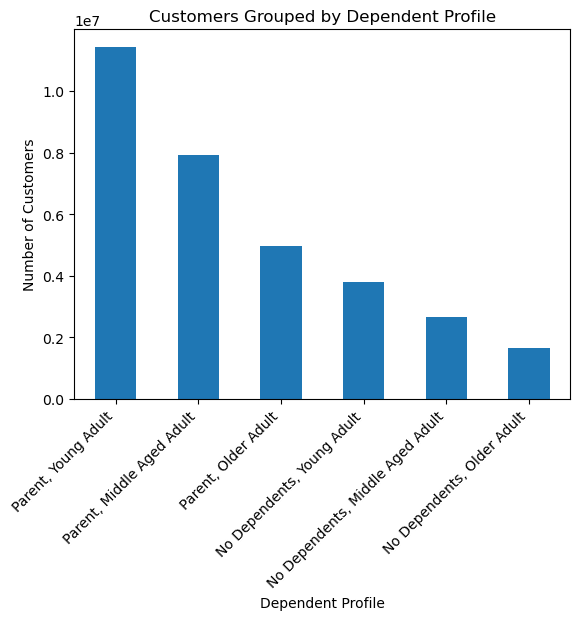 Customers Grouped by Dependent Profile
1e7
1.0
0.8
0.6
0.4
0.2
0.0
Number of Customers
Parent, Young Adult
Parent, Middle Aged Adult
Parent, Older Adult
No Dependents, Young Adult
No Dependents, Middle Aged Adult
No Dependents, Older Adult
Dependent Profile